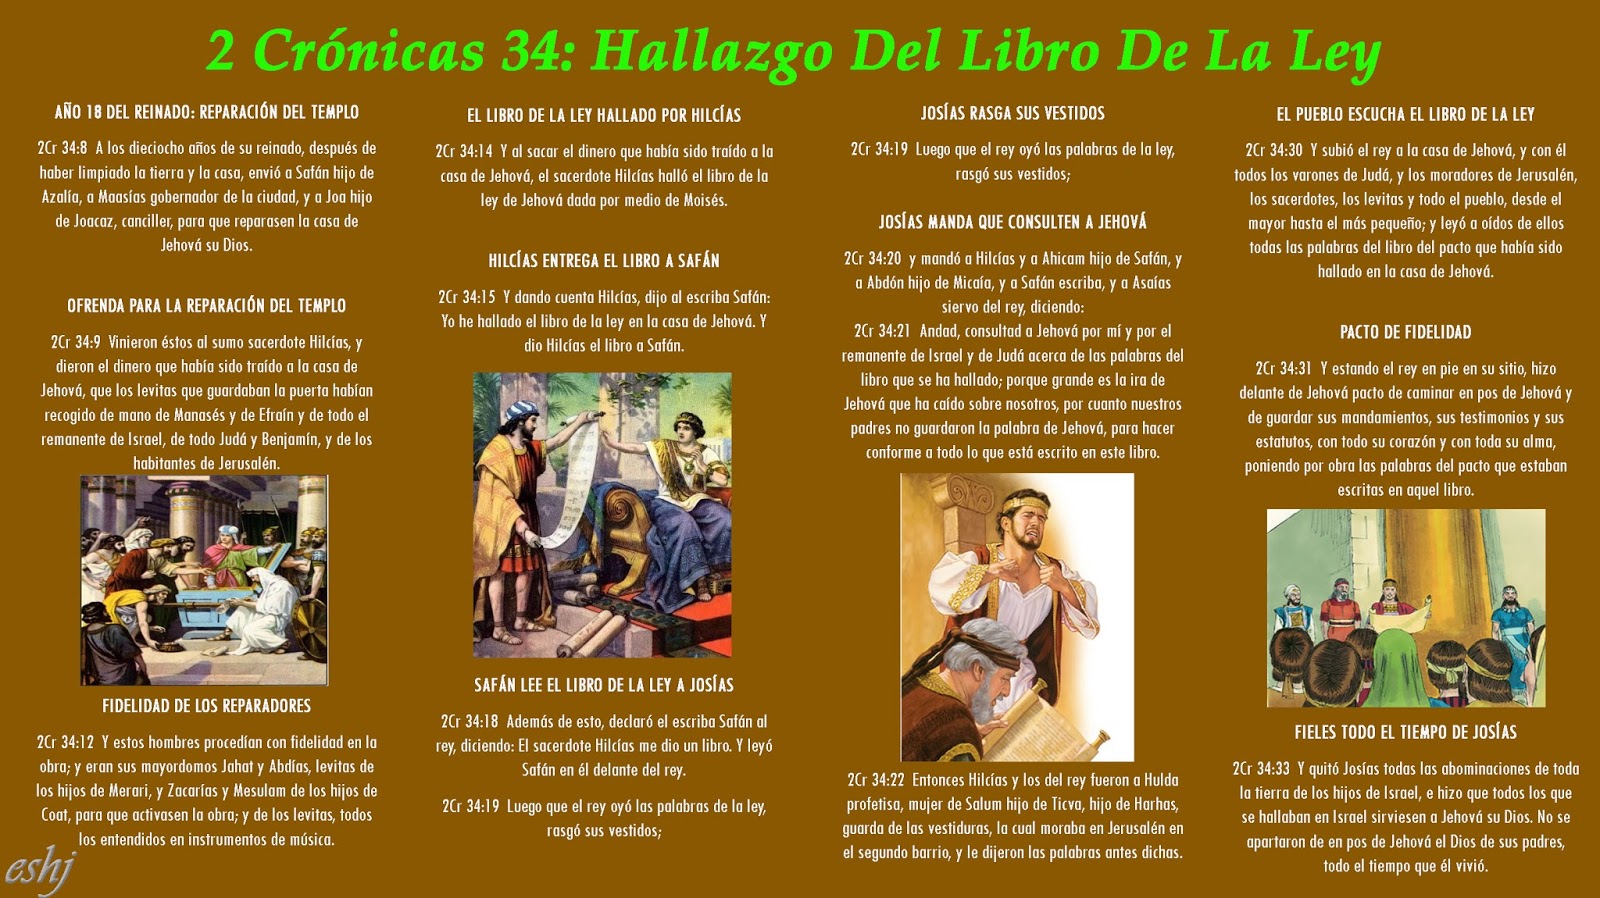 2 Crónicas 34: Hallazgo Del Libro De La Ley
AÑO 18 DEL REINADO: REPARACIÓN DEL TEMPLO
2Cr 34:8 A los dieciocho años de su reinado, después de
haber limpiado la tierra y la casa, envió a Safán hijo de
Azalía, a Maasías gobernador de la ciudad, y a Joa hijo
de Joacaz, canciller, para que reparasen la casa de
Jehová su Dios.
OFRENDA PARA LA REPARACIÓN DEL TEMPLO
2Cr 34:9 Vinieron éstos al sumo sacerdote Hilcías, y
dieron el dinero que había sido traído a la casa de
Jehová, que los levitas que guardaban la puerta habían
recogido de mano de Manasés y de Efraín y de todo el
remanente de Israel, de todo Judá y Benjamín, y de los
habitantes de Jerusalén.
FIDELIDAD DE LOS REPARADORES
2Cr 34:12 Y estos hombres procedían con fidelidad en la
obra; y eran sus mayordomos Jahat y Abdías, levitas de
los hijos de Merari, y Zacarías y Mesulam de los hijos de
Coat, para que activasen la obra; y de los levitas, todos
los entendidos en instrumentos de música.
eshj
EL LIBRO DE LA LEY HALLADO POR HILCÍAS
2Cr 34:14 Y al sacar el dinero que había sido traído a la
casa de Jehová, el sacerdote Hilcías halló el libro de la
ley de Jehová dada por medio de Moisés.
HILCÍAS ENTREGA EL LIBRO A SAFÁN
2Cr 34:15 Y dando cuenta Hilcías, dijo al escriba Safán:
Yo he hallado el libro de la ley en la casa de Jehová. Y
dio Hilcías el libro a Safán.
SAFÁN LEE EL LIBRO DE LA LEY A JOSÍAS
2Cr 34:18 Además de esto, declaró el escriba Safán al
rey, diciendo: El sacerdote Hilcías me dio un libro. Y leyó
Safán en él delante del rey.
2Cr 34:19 Luego que el rey oyó las palabras de la ley,
rasgó sus vestidos;
JOSÍAS RASGA SUS VESTIDOS
2Cr 34:19 Luego que el rey oyó las palabras de la ley,
rasgó sus vestidos;
JOSÍAS MANDA QUE CONSULTEN A JEHOVÁ
2Cr 34:20 y mandó a Hilcías y a Ahicam hijo de Safán, y
a Abdón hijo de Micaía, y a Safán escriba, y a Asaías
siervo del rey, diciendo:
2Cr 34:21 Andad, consultad a Jehová por mí y por el
remanente de Israel y de Judá acerca de las palabras del
libro que se ha hallado; porque grande es la ira de
Jehová que ha caído sobre nosotros, por cuanto nuestros
padres no guardaron la palabra de Jehová, para hacer
conforme a todo lo que está escrito en este libro.
2Cr 34:22 Entonces Hilcías y los del rey fueron a Hulda
profetisa, mujer de Salum hijo de Ticva, hijo de Harhas,
guarda de las vestiduras, la cual moraba en Jerusalén en
el segundo barrio, y le dijeron las palabras antes dichas.
EL PUEBLO ESCUCHA EL LIBRO DE LA LEY
2Cr 34:30 Y subió el rey a la casa de Jehová, y con él
todos los varones de Judá, y los moradores de Jerusalén,
los sacerdotes, los levitas y todo el pueblo, desde el
mayor hasta el más pequeño; y leyó a oídos de ellos
todas las palabras del libro del pacto que había sido
hallado en la casa de Jehová.
PACTO DE FIDELIDAD
2Cr 34:31 Y estando el rey en pie en su sitio, hizo
delante de Jehová pacto de caminar en pos de Jehová y
de guardar sus mandamientos, sus testimonios y sus
estatutos, con todo su corazón y con toda su alma,
poniendo por obra las palabras del pacto que estaban
escritas en aquel libro.
FIELES TODO EL TIEMPO DE JOSÍAS
2Cr 34:33 Y quitó Josías todas las abominaciones de toda
la tierra de los hijos de Israel, e hizo que todos los que
se hallaban en Israel sirviesen a Jehová su Dios. No se
apartaron de en pos de Jehová el Dios de sus padres,
todo el tiempo que él vivió.